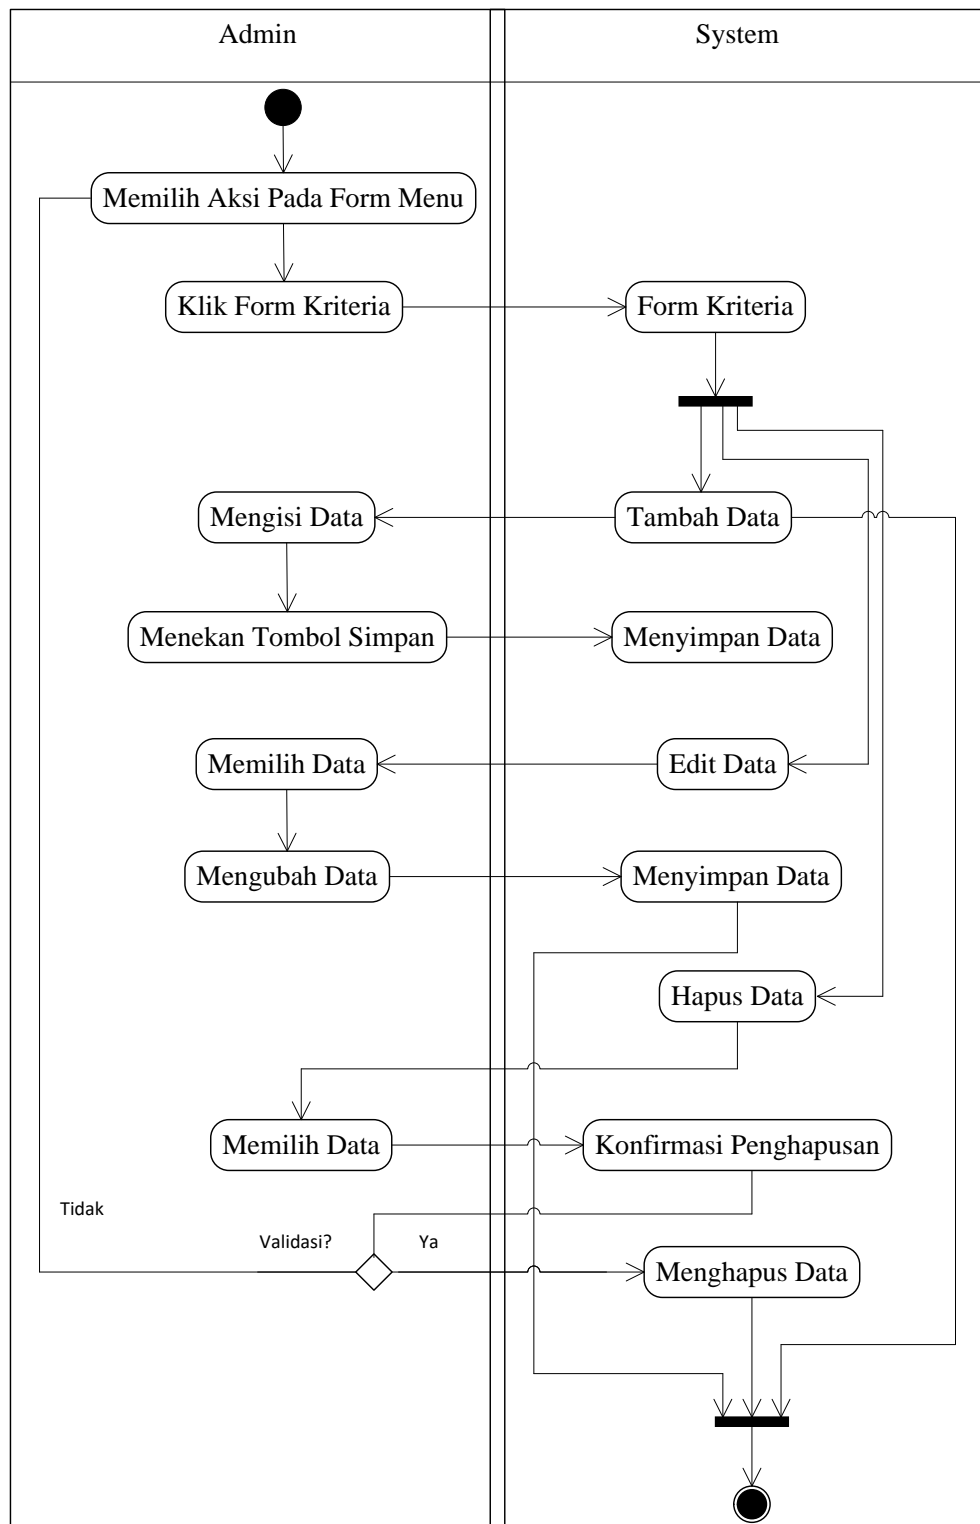 Admin
System
Memilih Aksi Pada Form Menu
Klik Form Kriteria
Form Kriteria
Mengisi Data
Tambah Data
Menekan Tombol Simpan
Menyimpan Data
Memilih Data
Edit Data
Mengubah Data
Menyimpan Data
Hapus Data
Memilih Data
Konfirmasi Penghapusan
Tidak
Validasi?
Ya
Menghapus Data